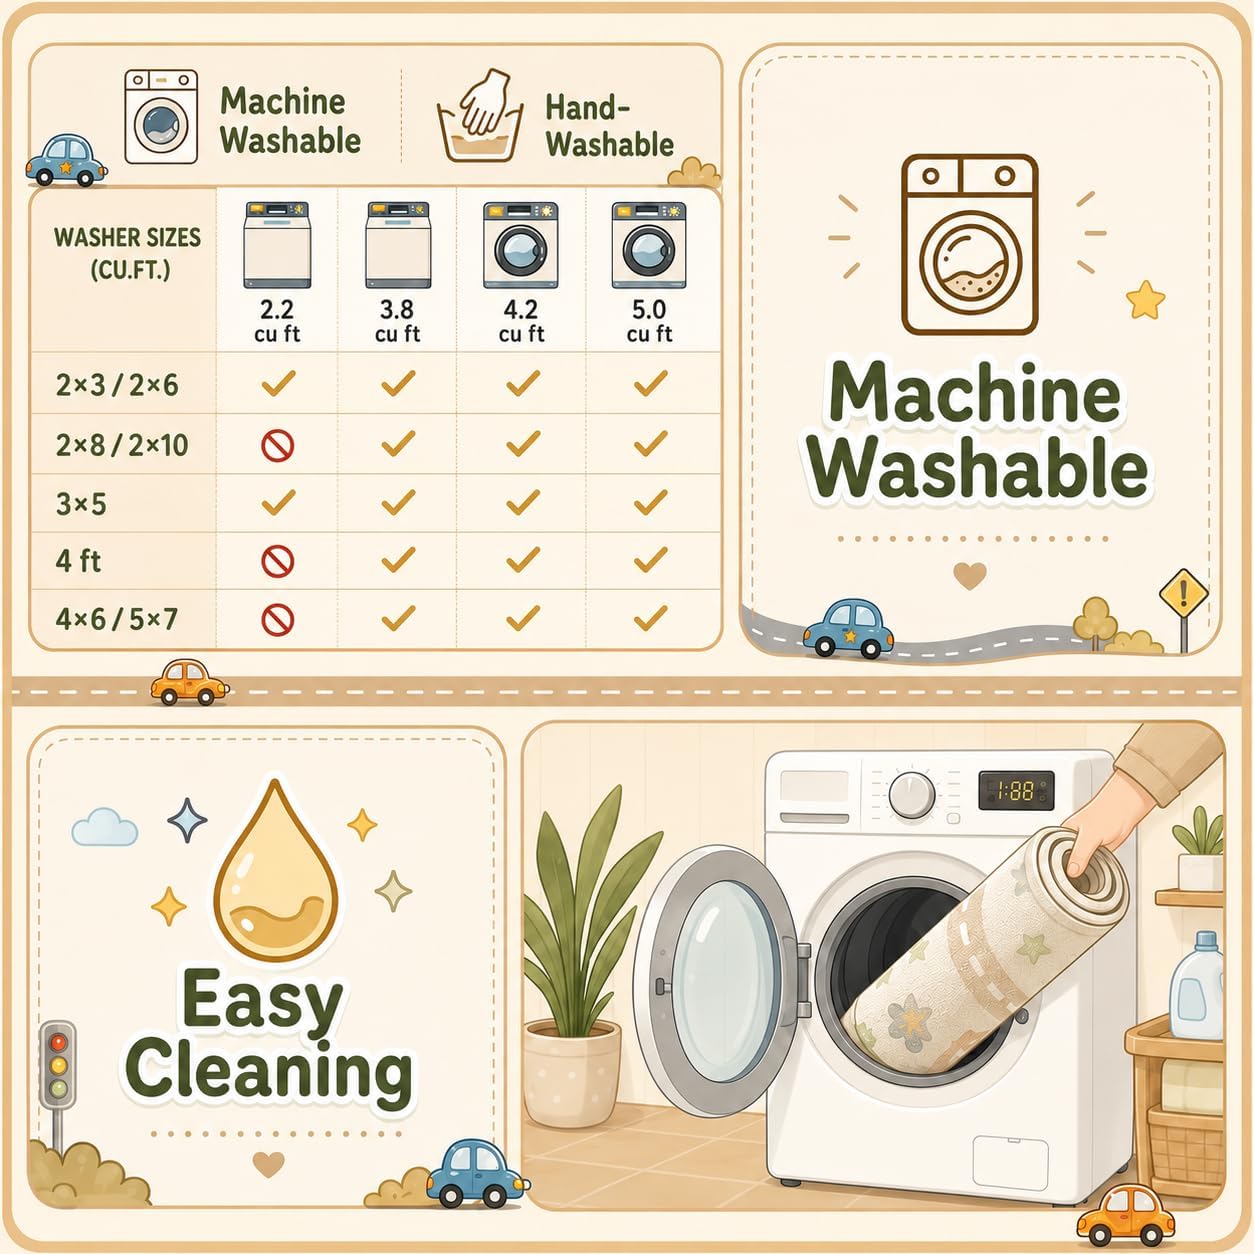 Machine
Washable
Hand-
Washable
WASHER SIZES
(CU.FT.)
2.2
cu ft
3.8
cu ft
4.2
cu ft
5.0
cu ft
2×3 / 2×6
2×8 / 2×10
3×5
4 ft
4×6 / 5×7
Machine
Washable
!
Easy
Cleaning
1:88